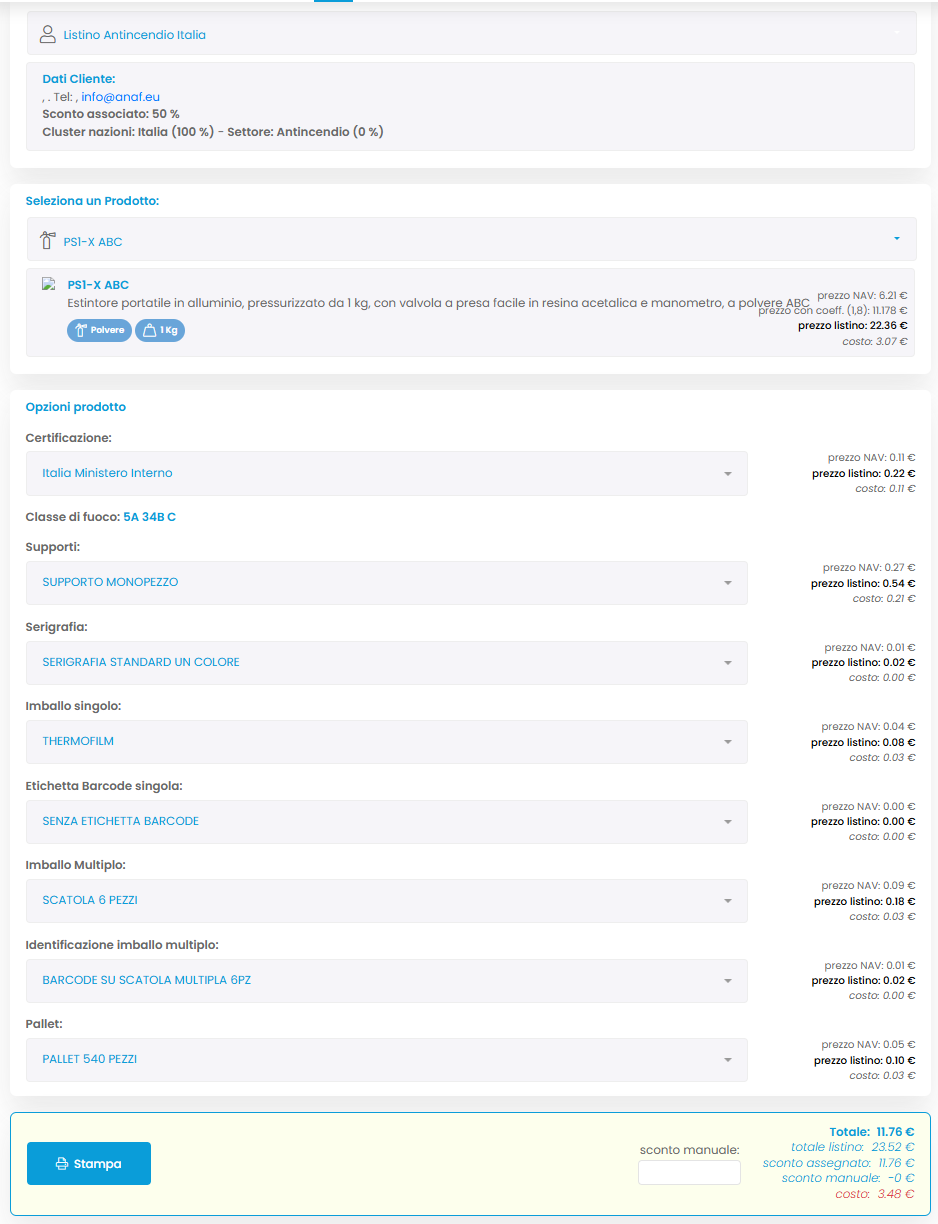 Listino Antincendio Italia
Dati Cliente:
, . Tel: , info@anaf.eu
Sconto associato: 50 %
Cluster nazioni: Italia (100 %) - Settore: Antincendio (0 %)
Seleziona un Prodotto:
PS1-X ABC
PS1-X ABC
Estintore portatile in alluminio, pressurizzato da 1 kg, con valvola a presa facile in resina acetalica e manometro, a polvere ABC
Polvere 1 Kg
prezzo NAV: 6.21 €
prezzo con coeff. (1,8): 11.178 €
prezzo listino: 22.36 €
costo: 3.07 €
Opzioni prodotto
Certificazione:
Italia Ministero Interno
prezzo NAV: 0.11 €
prezzo listino: 0.22 €
costo: 0.11 €
Classe di fuoco: 5A 34B C
Supporti:
SUPPORTO MONOPEZZO
prezzo NAV: 0.27 €
prezzo listino: 0.54 €
costo: 0.21 €
Serigrafia:
SERIGRAFIA STANDARD UN COLORE
prezzo NAV: 0.01 €
prezzo listino: 0.02 €
costo: 0.00 €
Imballo singolo:
THERMOFILM
prezzo NAV: 0.04 €
prezzo listino: 0.08 €
costo: 0.03 €
Etichetta Barcode singola:
SENZA ETICHETTA BARCODE
prezzo NAV: 0.00 €
prezzo listino: 0.00 €
costo: 0.00 €
Imballo Multiplo:
SCATOLA 6 PEZZI
prezzo NAV: 0.09 €
prezzo listino: 0.18 €
costo: 0.03 €
Identificazione imballo multiplo:
BARCODE SU SCATOLA MULTIPLA 6PZ
prezzo NAV: 0.01 €
prezzo listino: 0.02 €
costo: 0.00 €
Pallet:
PALLET 540 PEZZI
prezzo NAV: 0.05 €
prezzo listino: 0.10 €
costo: 0.03 €
Stampa
sconto manuale:
Totale: 11.76 €
totale listino: 23.52 €
sconto assegnato: 11.76 €
sconto manuale: -0 €
costo: 3.48 €